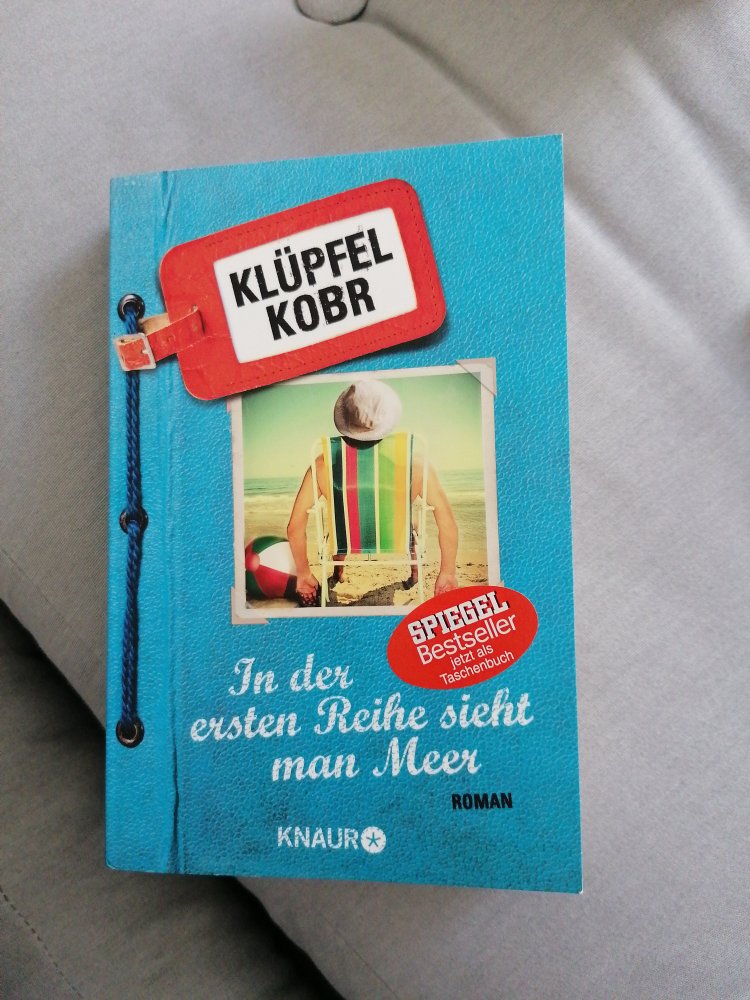 KLÜPFEL
KOBR
SPIEGEL
Bestseller
jetzt als
Taschenbuch
In der
ersten Reihe sieht
man Meer
ROMAN
KNAUR